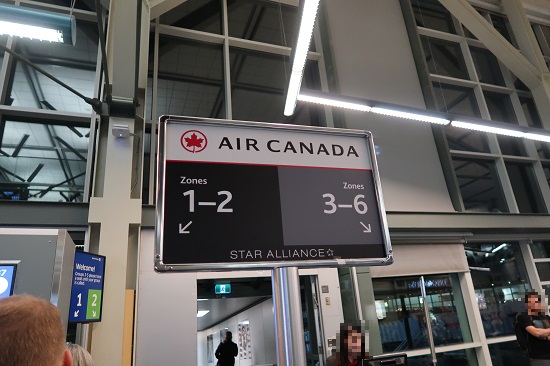 AIR CANADA
Zones
1–2
↙
Zones
3–6
↘
STAR ALLIANCE
Welcome!
1
2